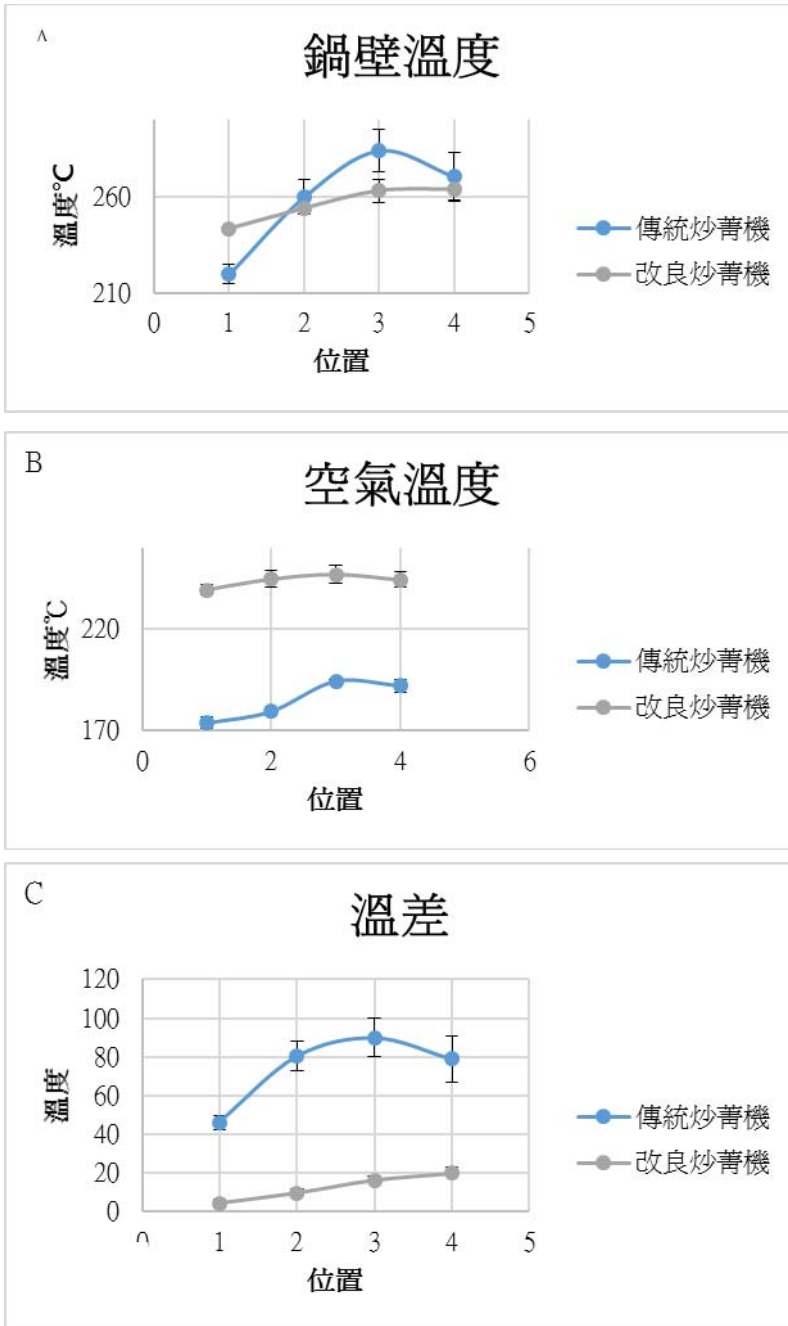 A
鍋壁溫度
溫度℃
260
210
0 1 2 3 4 5
位置
傳統炒菁機
改良炒菁機
B
空氣溫度
溫度℃
220
170
0 2 4 6
位置
傳統炒菁機
改良炒菁機
C
溫差
溫度
120
100
80
60
40
20
0
0 1 2 3 4 5
位置
傳統炒菁機
改良炒菁機